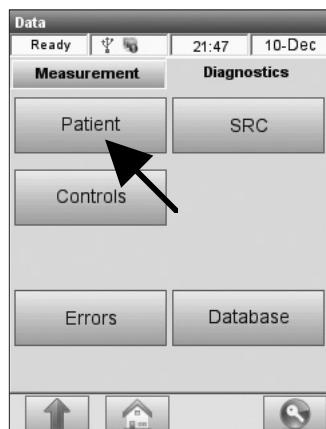 Data
Ready 21:47 10-Dec
Measurement Diagnostics
Patient SRC
Controls
Errors Database